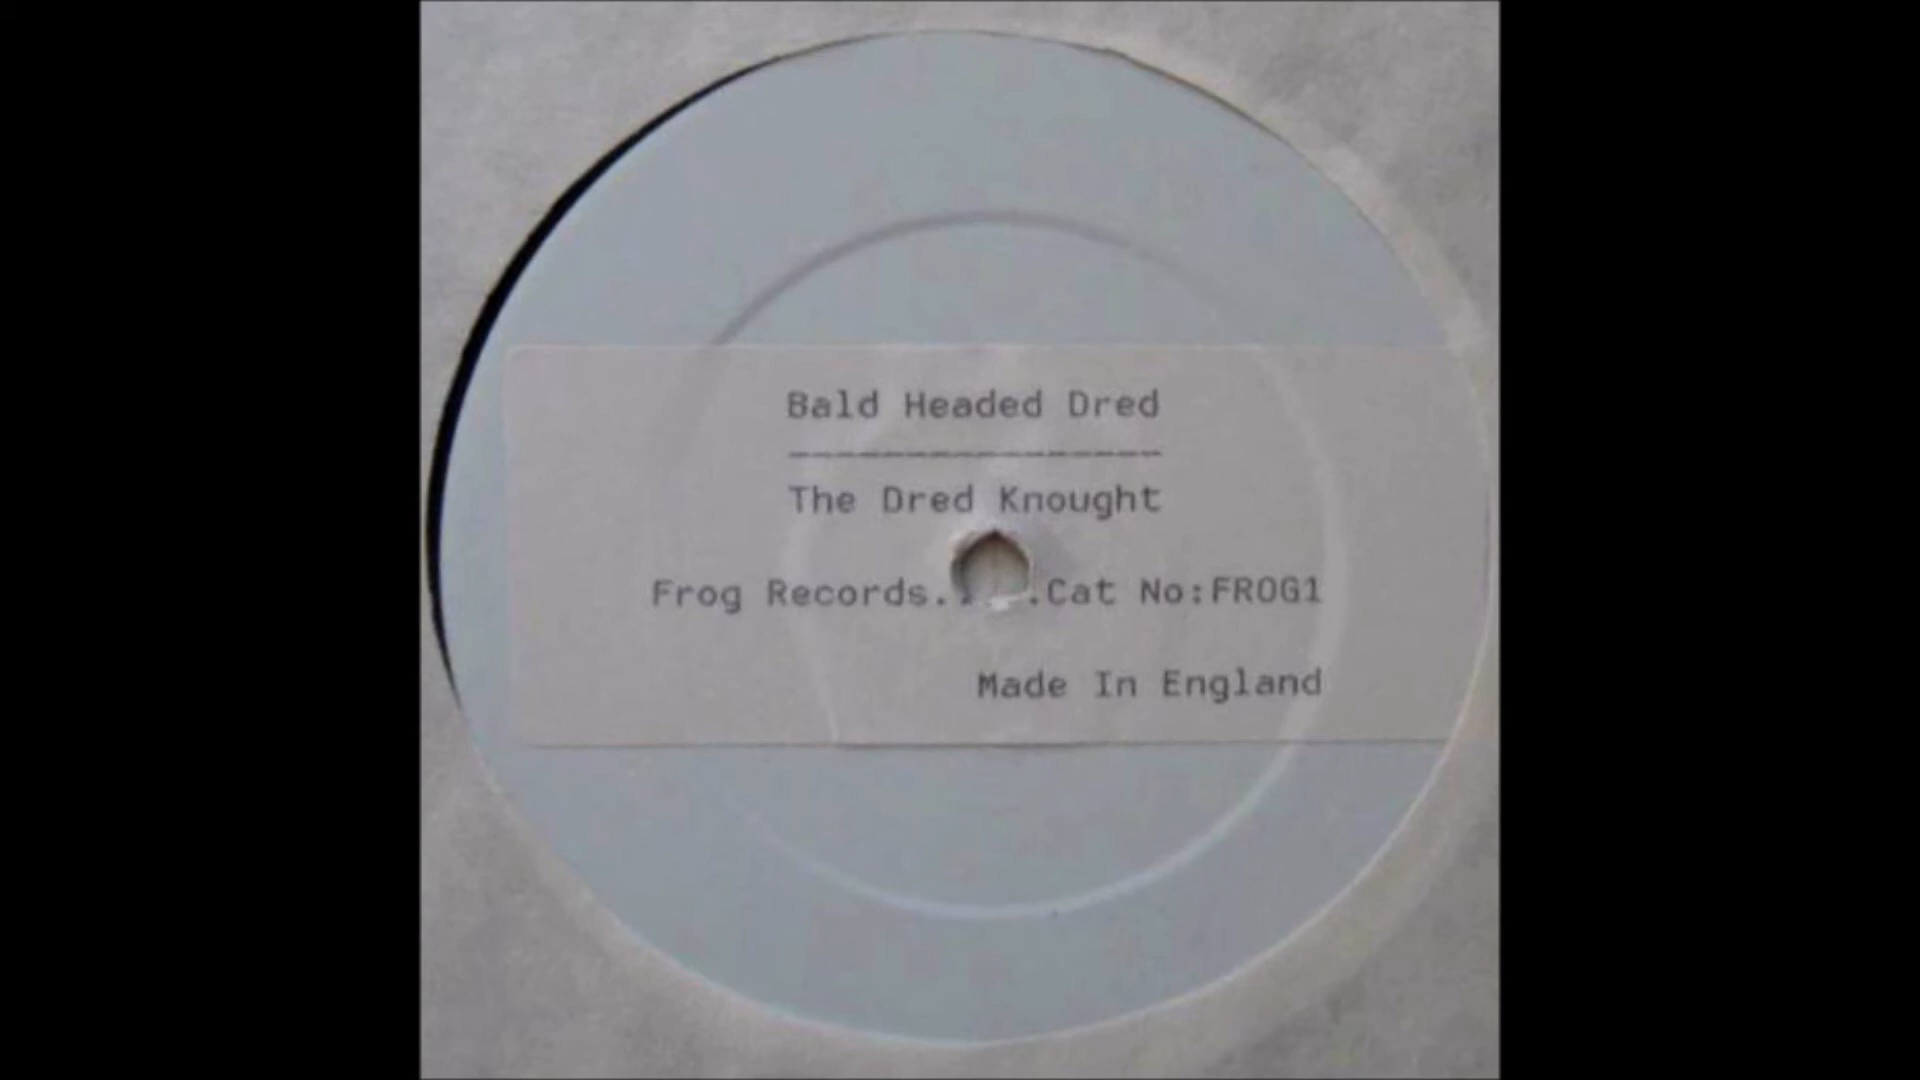 Bald Headed Dred
----------------
The Dred Knought
Frog Records.....Cat No:FROG1
Made In England